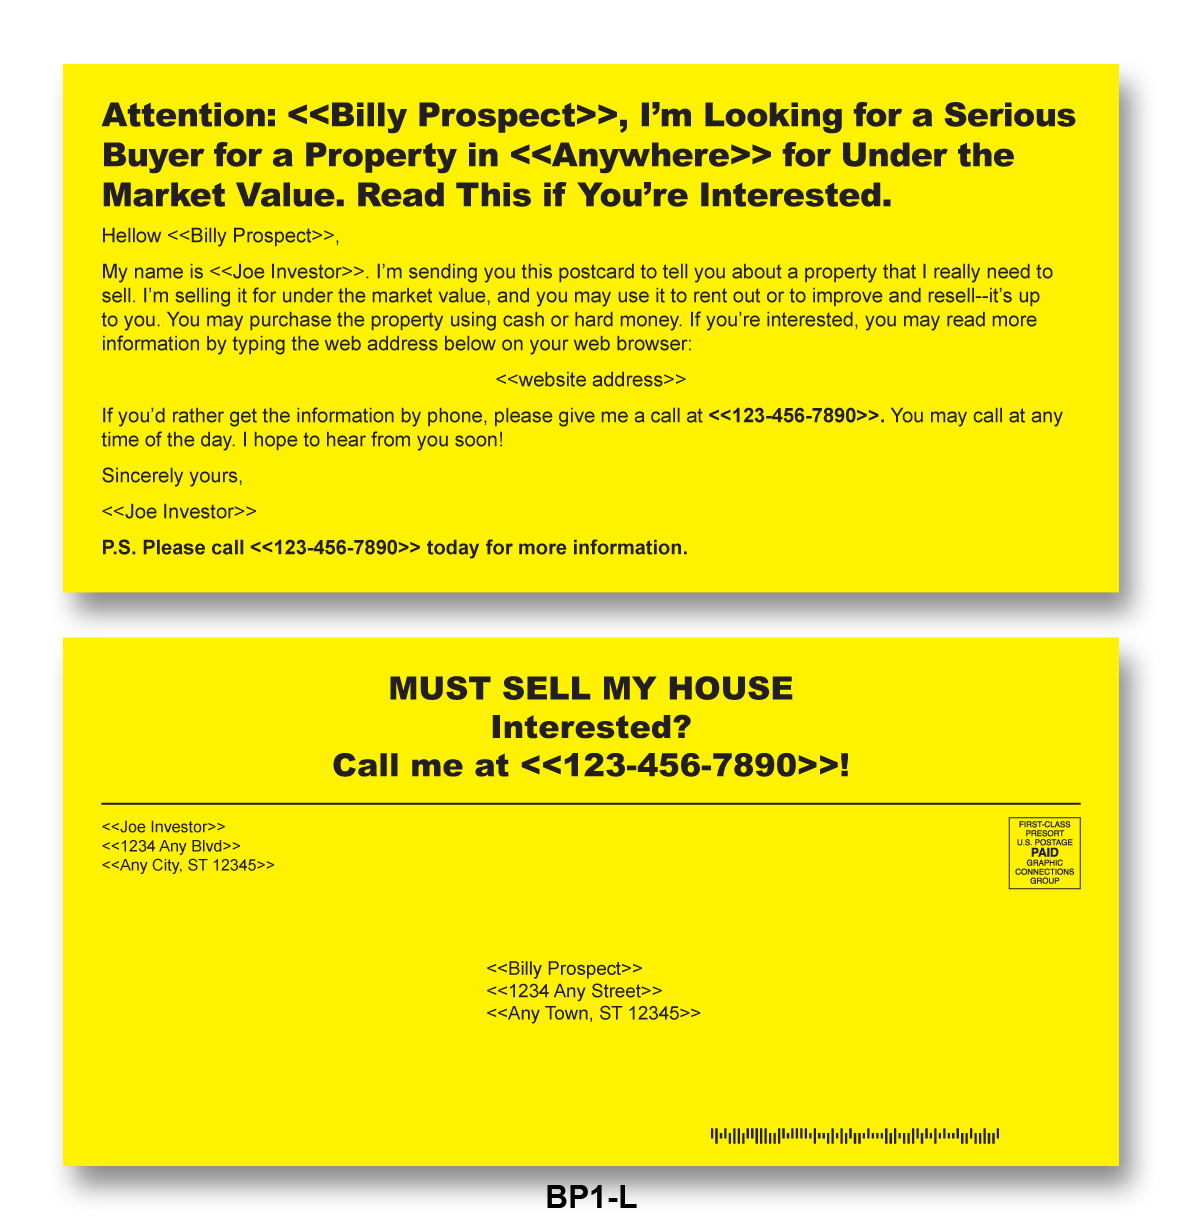 Attention: <<Billy Prospect>>, I’m Looking for a Serious
Buyer for a Property in <<Anywhere>> for Under the
Market Value. Read This if You’re Interested.
Hellow <<Billy Prospect>>,
My name is <<Joe Investor>>. I’m sending you this postcard to tell you about a property that I really need to
sell. I’m selling it for under the market value, and you may use it to rent out or to improve and resell--it’s up
to you. You may purchase the property using cash or hard money. If you’re interested, you may read more
information by typing the web address below on your web browser:
<<website address>>
If you’d rather get the information by phone, please give me a call at <<123-456-7890>>. You may call at any
time of the day. I hope to hear from you soon!
Sincerely yours,
<<Joe Investor>>
P.S. Please call <<123-456-7890>> today for more information.
MUST SELL MY HOUSE
Interested?
Call me at <<123-456-7890>>!
<<Joe Investor>>
<<1234 Any Blvd>>
<<Any City, ST 12345>>
FIRST-CLASS
PRESORT
U.S. POSTAGE
PAID
GRAPHIC
CONNECTIONS
GROUP
<<Billy Prospect>>
<<1234 Any Street>>
<<Any Town, ST 12345>>
BP1-L